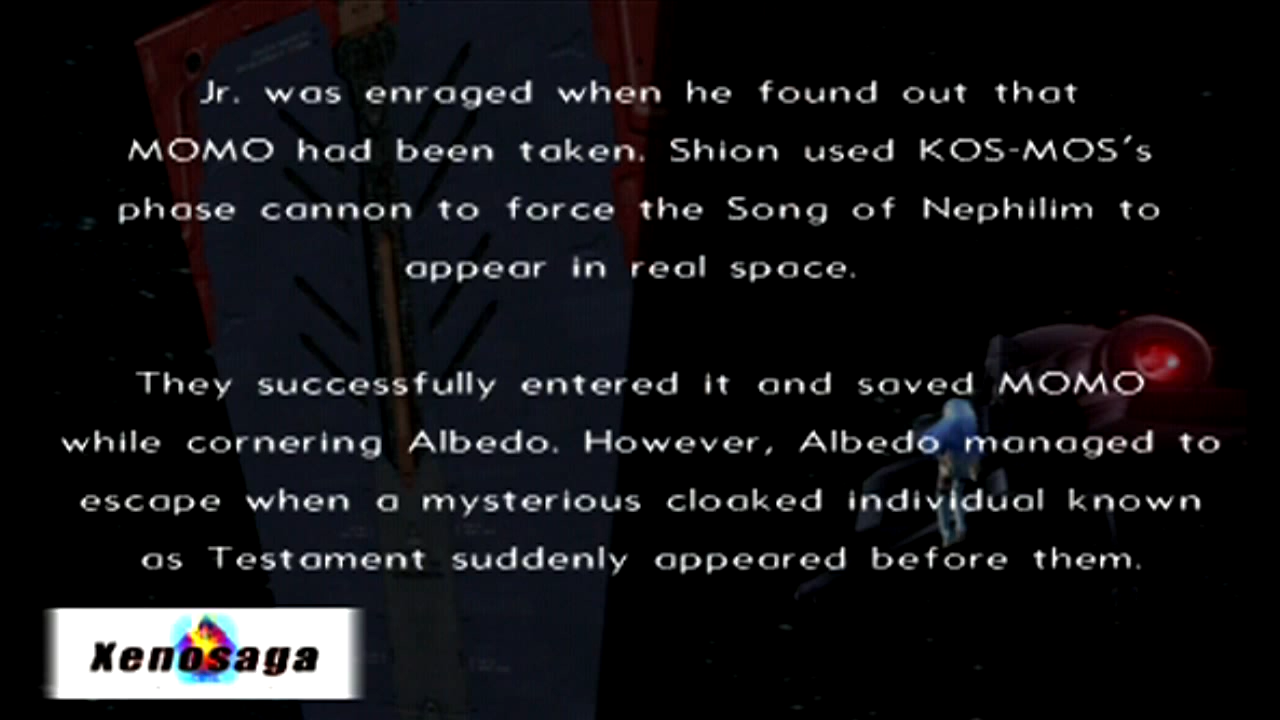 Jr. was enraged when he found out that
MOMO had been taken. Shion used KOS-MOS's
phase cannon to force the Song of Nephilim to
appear in real space.
They successfully entered it and saved MOMO
while cornering Albedo. However, Albedo managed to
escape when a mysterious cloaked individual known
as Testament suddenly appeared before them.
Xenosaga